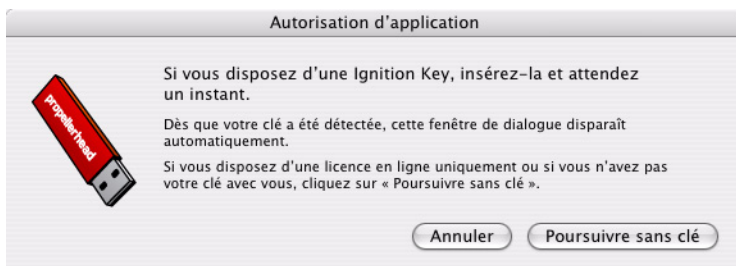 Autorisation d'application
Si vous disposez d'une Ignition Key, insérez-la et attendez
un instant.
Dès que votre clé a été détectée, cette fenêtre de dialogue disparaît
automatiquement.
Si vous disposez d'une licence en ligne uniquement ou si vous n'avez pas
votre clé avec vous, cliquez sur « Poursuivre sans clé ».
propellerhead
Annuler
Poursuivre sans clé